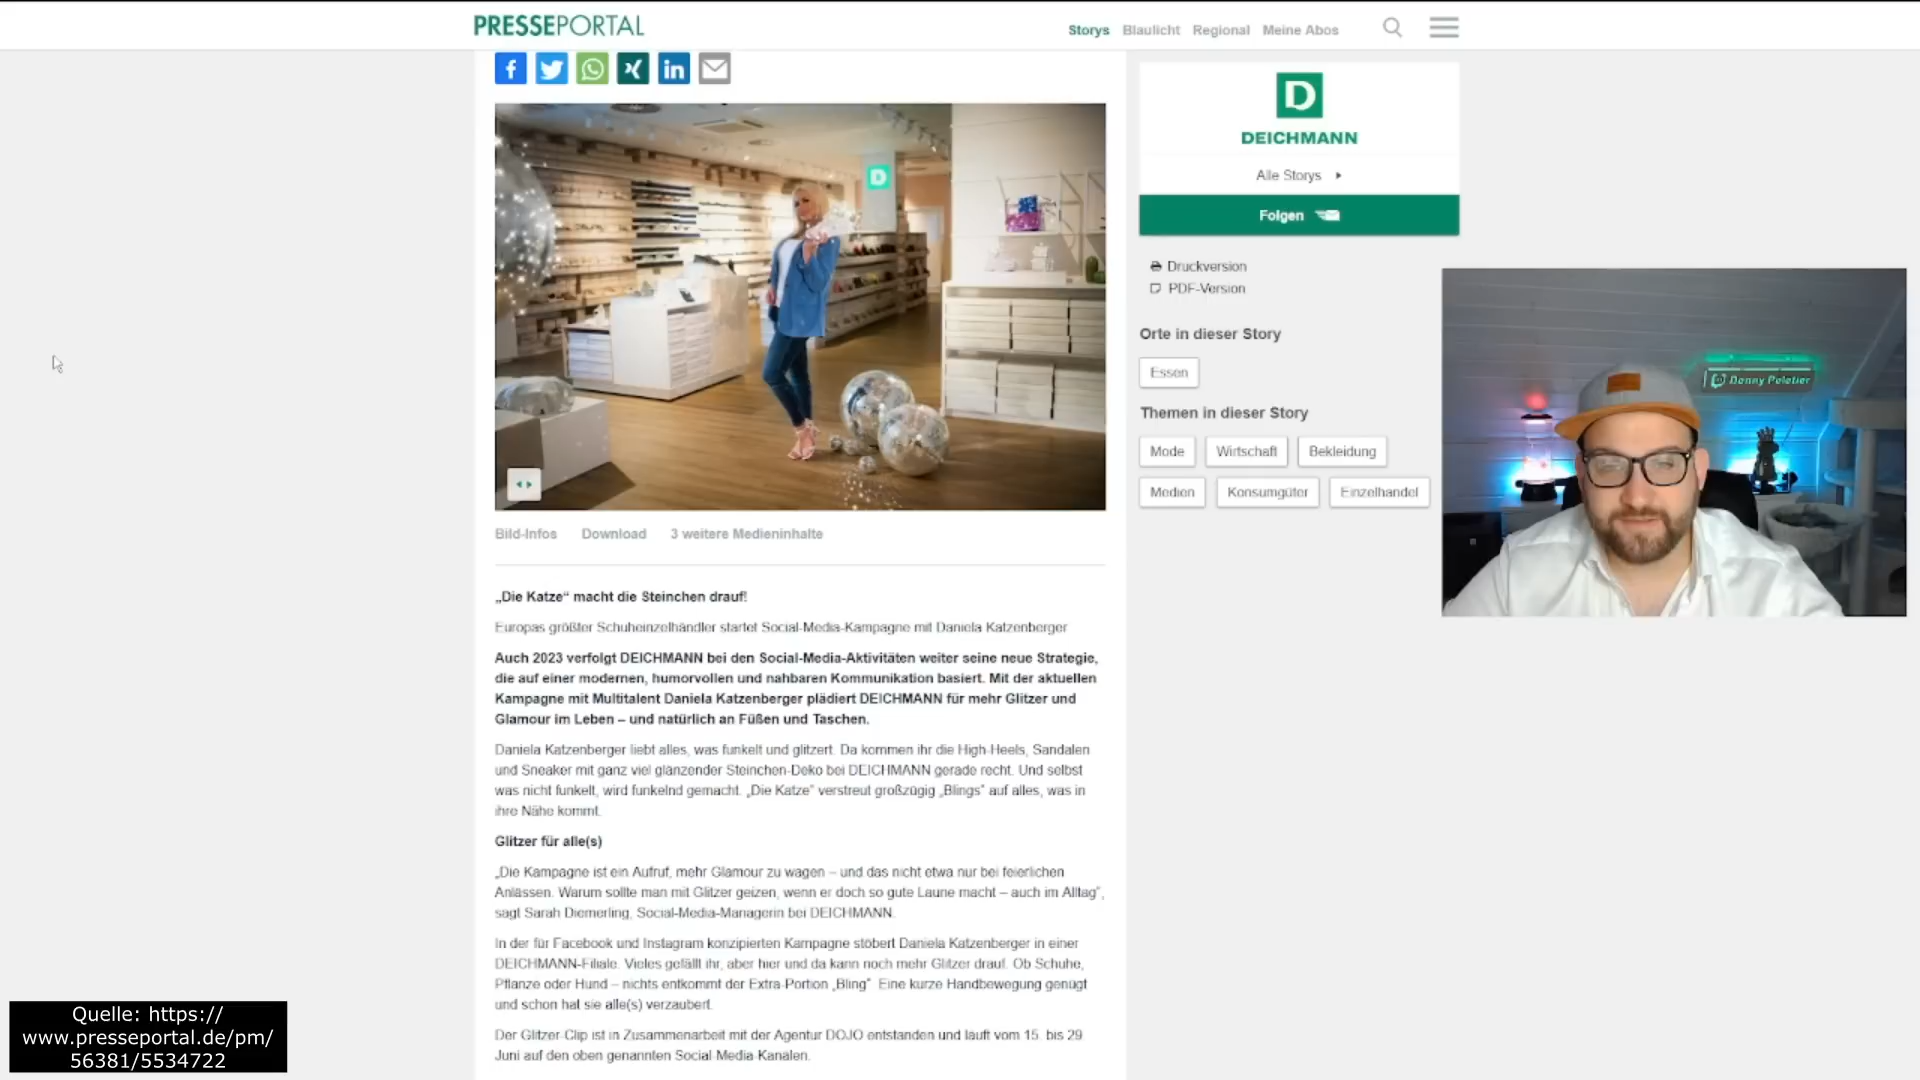 PRESSEPORTAL
Storys Blaulicht Regional Meine Abos
D
DEICHMANN
Alle Storys
Folgen
Druckversion
PDF-Version
Orte in dieser Story
Essen
Themen in dieser Story
Mode Wirtschaft Bekleidung
Medien Konsumgüter Einzelhandel
D
Danny Peletier
Bild-Infos Download 3 weitere Medieninhalte
„Die Katze“ macht die Steinchen drauf!
Europas größter Schuheinzelhändler startet Social-Media-Kampagne mit Daniela Katzenberger
Auch 2023 verfolgt DEICHMANN bei den Social-Media-Aktivitäten weiter seine neue Strategie,
die auf einer modernen, humorvollen und nahbaren Kommunikation basiert. Mit der aktuellen
Kampagne mit Multitalent Daniela Katzenberger plädiert DEICHMANN für mehr Glitzer und
Glamour im Leben – und natürlich an Füßen und Taschen.
Daniela Katzenberger liebt alles, was funkelt und glitzert. Da kommen ihr die High-Heels, Sandalen
und Sneaker mit ganz viel glänzender Steinchen-Deko bei DEICHMANN gerade recht. Und selbst
was nicht funkelt, wird funkelnd gemacht. „Die Katze“ verstreut großzügig „Blings“ auf alles, was in
ihre Nähe kommt.
Glitzer für alle(s)
„Die Kampagne ist ein Aufruf, mehr Glamour zu wagen – und das nicht etwa nur bei feierlichen
Anlässen. Warum sollte man mit Glitzer geizen, wenn er doch so gute Laune macht – auch im Alltag“,
sagt Sarah Diemerling, Social-Media-Managerin bei DEICHMANN.
In der für Facebook und Instagram konzipierten Kampagne stöbert Daniela Katzenberger in einer
DEICHMANN-Filiale. Vieles gefällt ihr, aber hier und da kann noch mehr Glitzer drauf. Ob Schuhe,
Pflanze oder Hund – nichts entkommt der Extra-Portion „Bling“. Eine kurze Handbewegung genügt
und schon hat sie alle(s) verzaubert.
Der Glitzer-Clip ist in Zusammenarbeit mit der Agentur DOJO entstanden und läuft vom 15. bis 29.
Juni auf den oben genannten Social-Media-Kanälen.
Quelle: https://
www.presseportal.de/pm/
56381/5534722